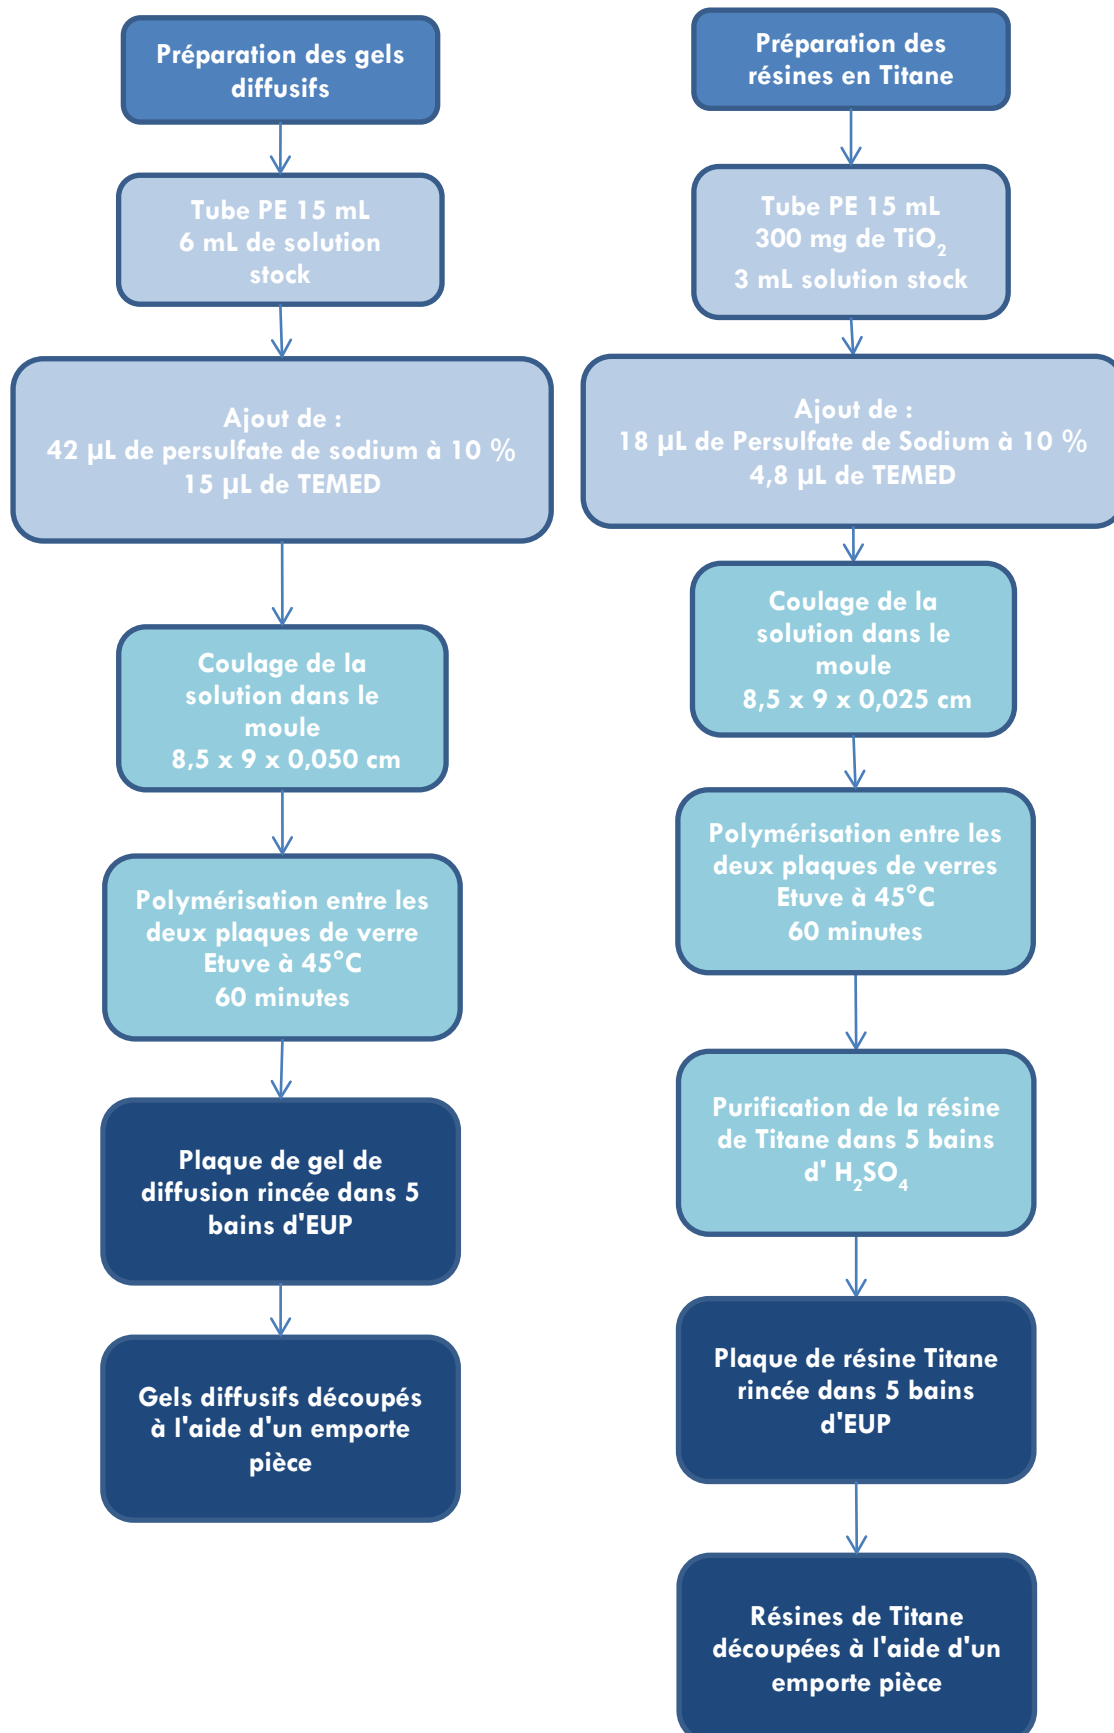 Préparation des gels
diffusifs
Tube PE 15 mL
6 mL de solution
stock
Ajout de :
42 µL de persulfate de sodium à 10 %
15 µL de TEMED
Coulage de la
solution dans le
moule
8,5 x 9 x 0,050 cm
Polymérisation entre les
deux plaques de verre
Etuve à 45°C
60 minutes
Plaque de gel de
diffusion rincée dans 5
bains d'EUP
Gels diffusifs découpés
à l'aide d'un emporte
pièce
Préparation des
résines en Titane
Tube PE 15 mL
300 mg de TiO₂
3 mL solution stock
Ajout de :
18 µL de Persulfate de Sodium à 10 %
4,8 µL de TEMED
Coulage de la
solution dans le
moule
8,5 x 9 x 0,025 cm
Polymérisation entre les
deux plaques de verres
Etuve à 45°C
60 minutes
Purification de la résine
de Titane dans 5 bains
d' H₂SO₄
Plaque de résine Titane
rincée dans 5 bains
d'EUP
Résines de Titane
découpées à l'aide d'un
emporte pièce